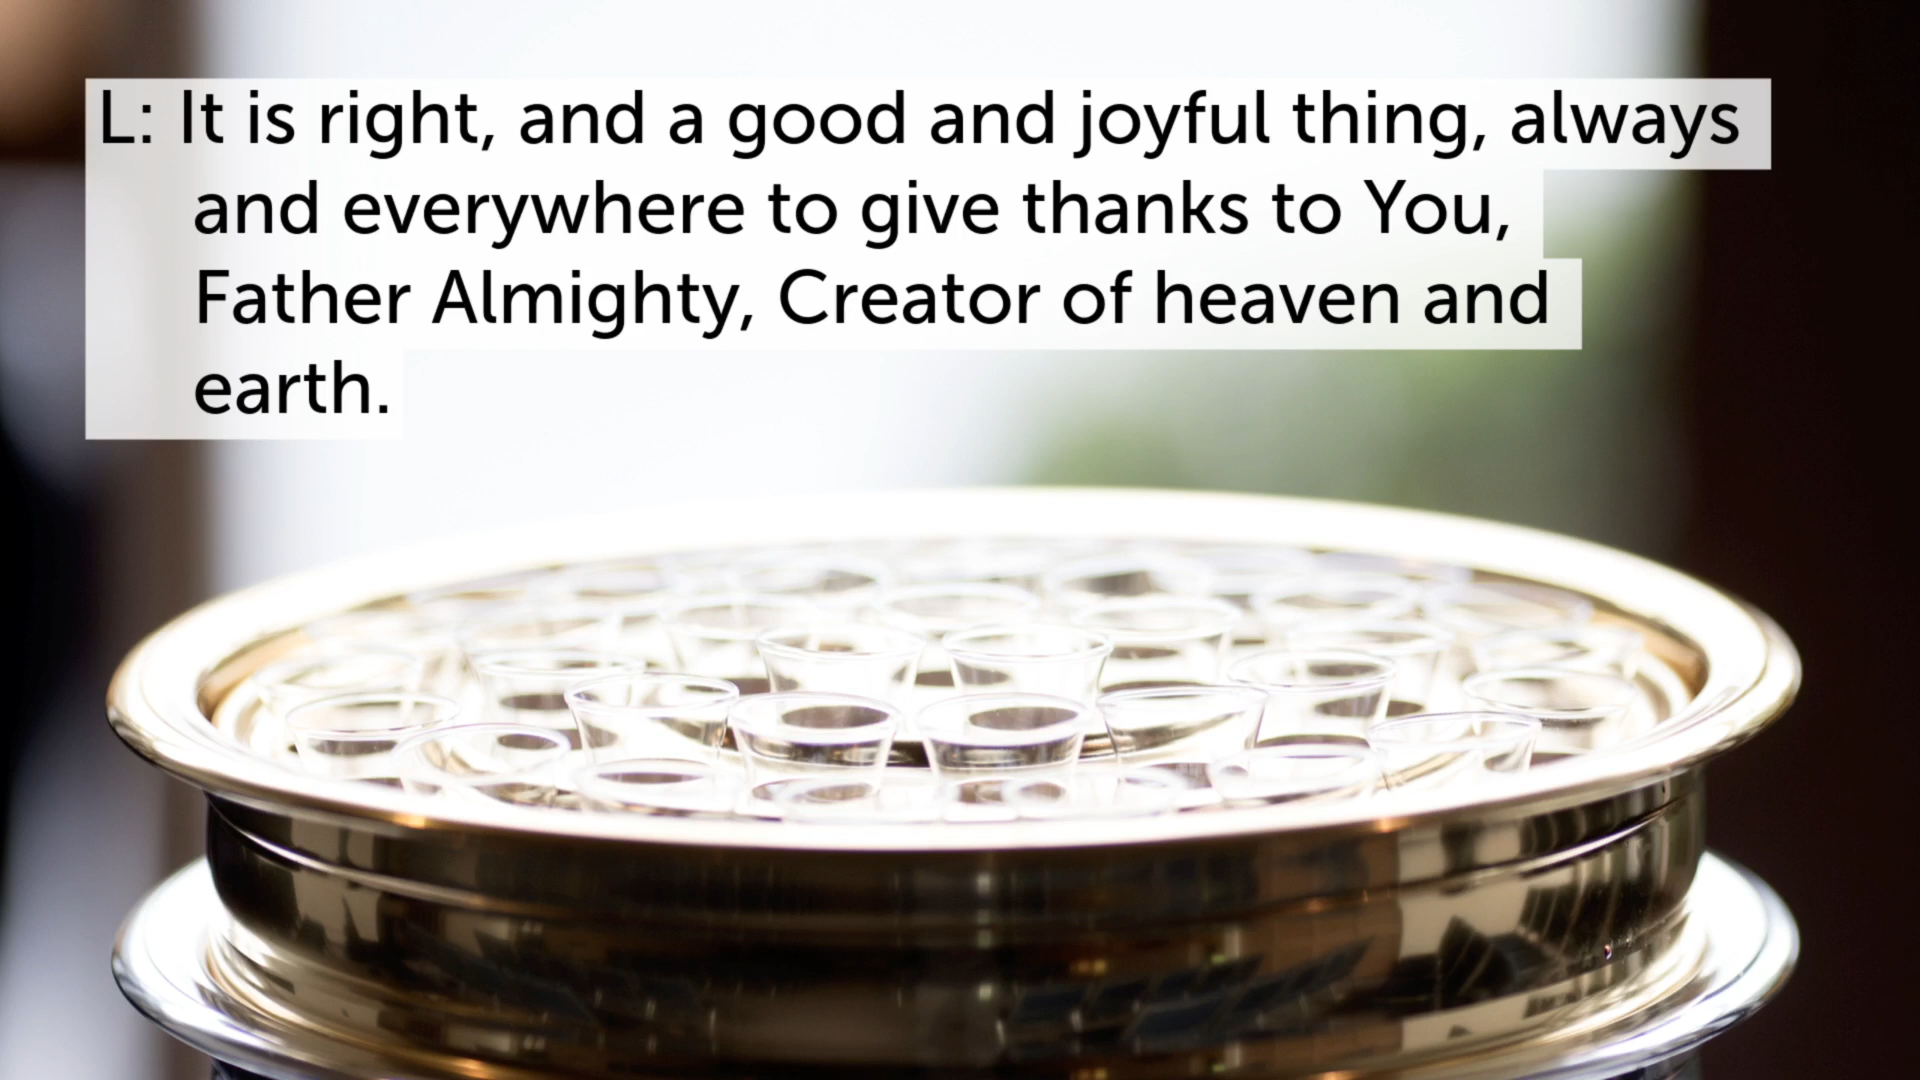 L: It is right, and a good and joyful thing, always
and everywhere to give thanks to You,
Father Almighty, Creator of heaven and
earth.